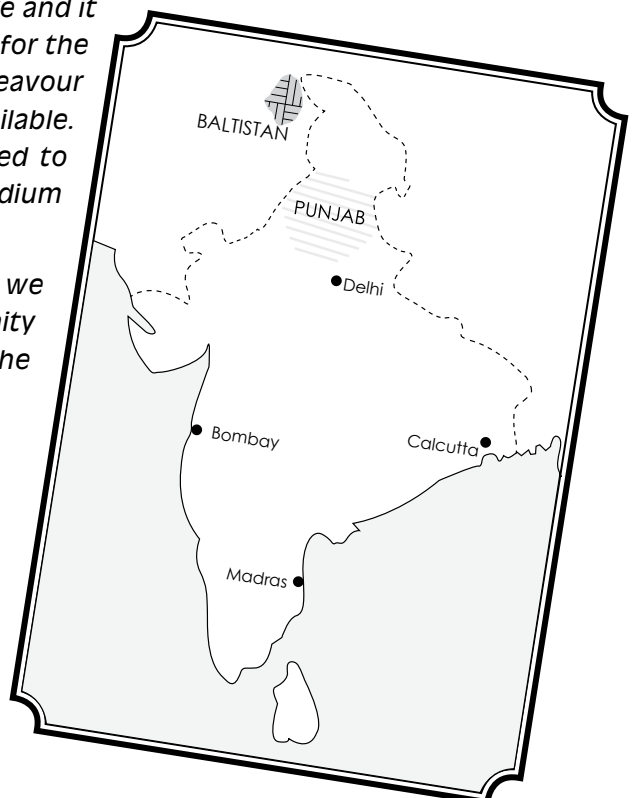 e and it
for the
eavour
ilable.
ed to
dium
we
nity
he
BALTISTAN
PUNJAB
Delhi
Bombay
Calcutta
Madras